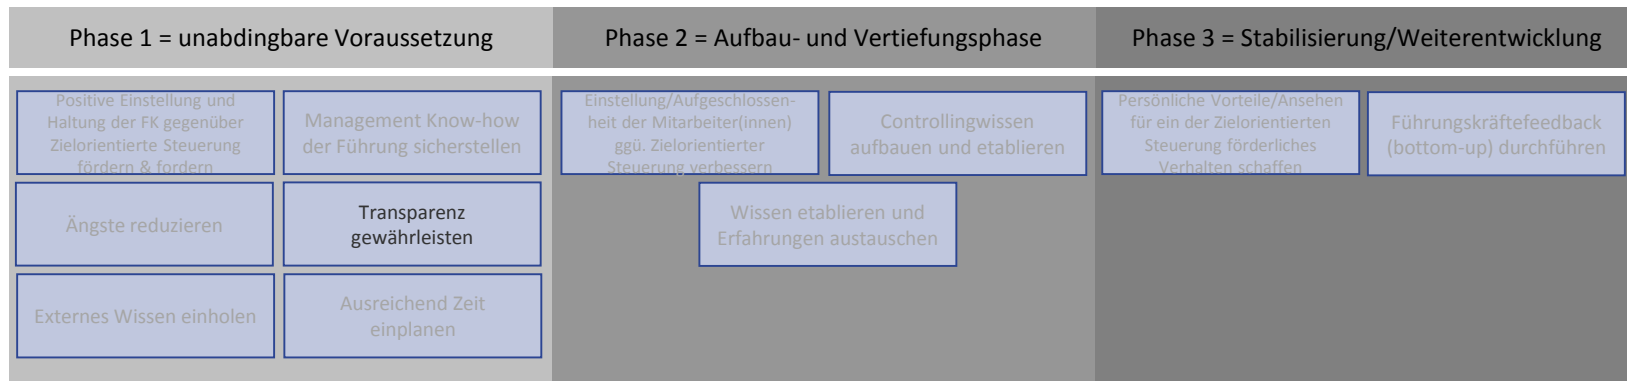 Phase 1 = unabdingbare Voraussetzung
Phase 2 = Aufbau- und Vertiefungsphase
Phase 3 = Stabilisierung/Weiterentwicklung
Positive Einstellung und
Haltung der FK gegenüber
Zielorientierte Steuerung
fördern & fordern
Management Know-how
der Führung sicherstellen
Ängste reduzieren
Transparenz
gewährleisten
Externes Wissen einholen
Ausreichend Zeit
einplanen
Einstellung/Aufgeschlossen-
heit der Mitarbeiter(innen)
ggü. Zielorientierter
Steuerung verbessern
Controllingwissen
aufbauen und etablieren
Wissen etablieren und
Erfahrungen austauschen
Persönliche Vorteile/Ansehen
für ein der Zielorientierten
Steuerung förderliches
Verhalten schaffen
Führungskräftefeedback
(bottom-up) durchführen